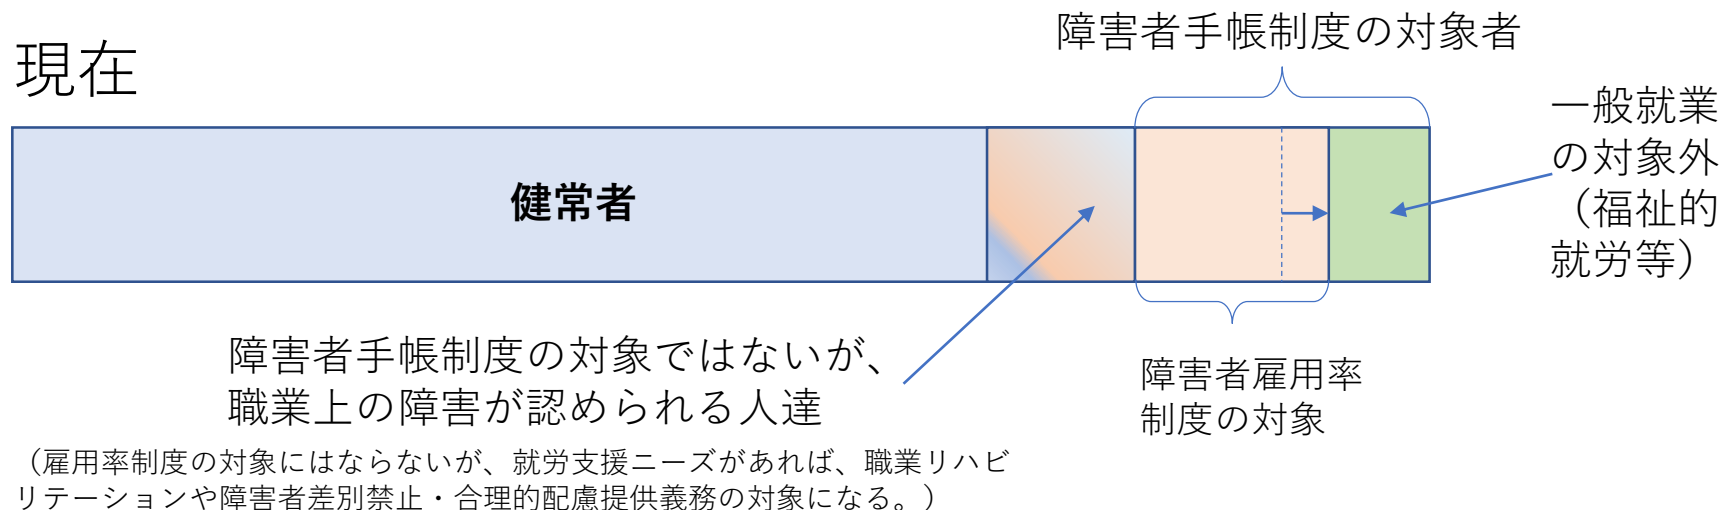 現在
障害者手帳制度の対象者
一般就業
の対象外
（福祉的
就労等）
健常者
障害者手帳制度の対象ではないが、
職業上の障害が認められる人達
（雇用率制度の対象にはならないが、就労支援ニーズがあれば、職業リハビ
リテーションや障害者差別禁止・合理的配慮提供義務の対象になる。）
障害者雇用率
制度の対象